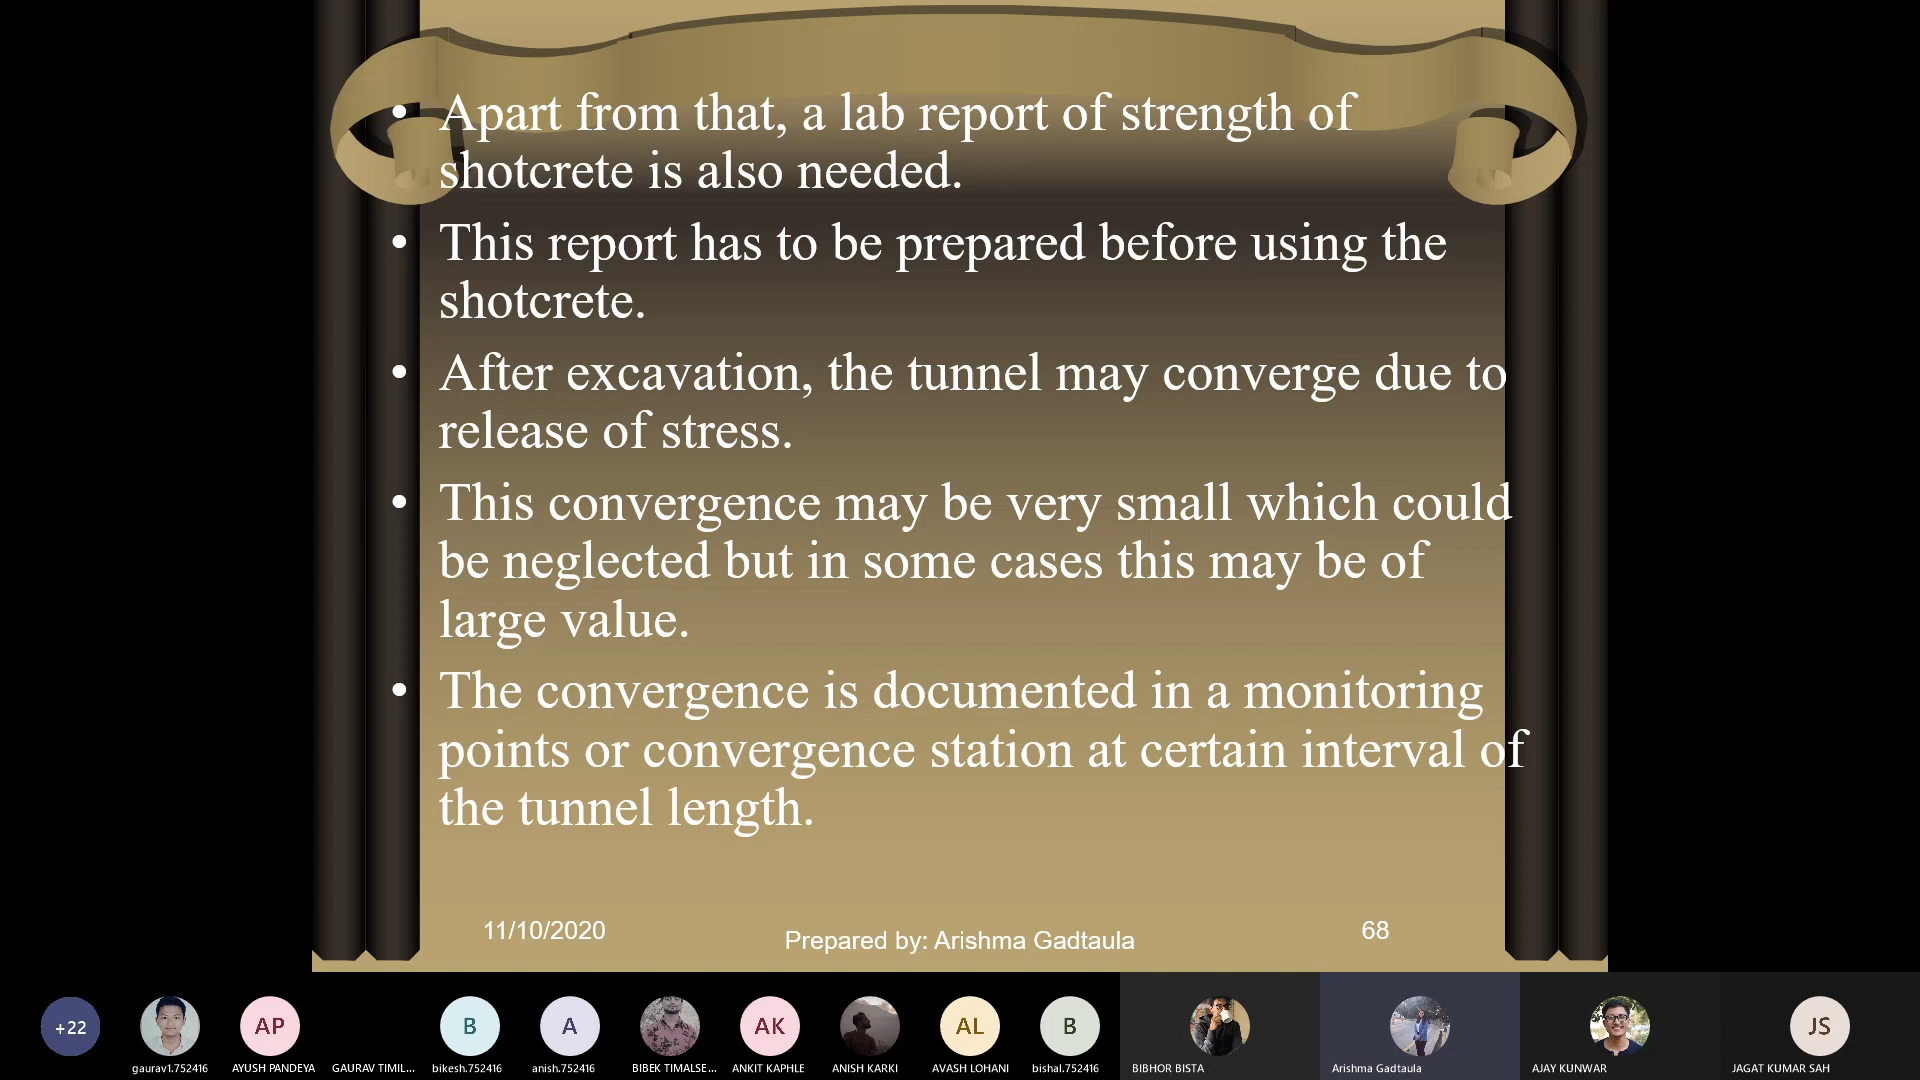 • Apart from that, a lab report of strength of
shotcrete is also needed.
• This report has to be prepared before using the
shotcrete.
• After excavation, the tunnel may converge due to
release of stress.
• This convergence may be very small which could
be neglected but in some cases this may be of
large value.
• The convergence is documented in a monitoring
points or convergence station at certain interval of
the tunnel length.
11/10/2020
Prepared by: Arishma Gadtaula
68
+22
AP
B
A
AK
AL
B
JS
gaurav1.752416
AYUSH PANDEYA
GAURAV TIMIL...
bikesh.752416
anish.752416
BIBEK TIMALSE...
ANKIT KAPHLE
ANISH KARKI
AVASH LOHANI
bishal.752416
BIBHOR BISTA
Arishma Gadtaula
AJAY KUNWAR
JAGAT KUMAR SAH